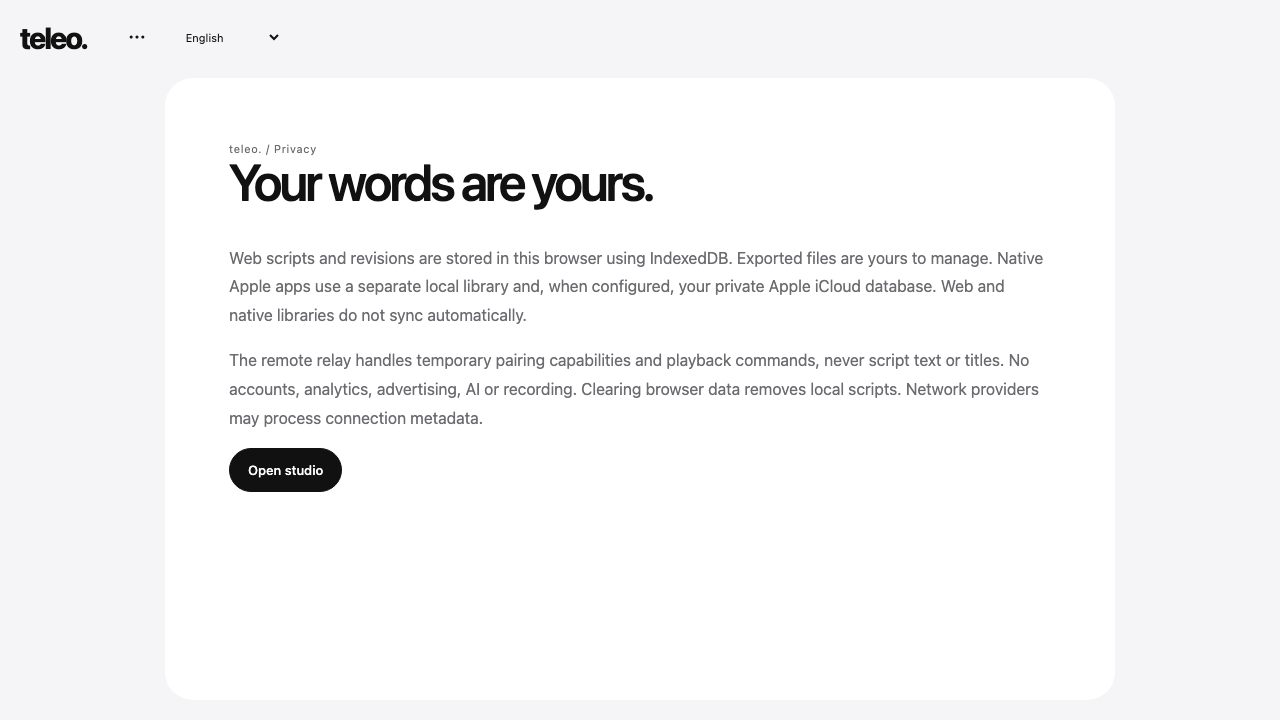 teleo.
English
teleo. / Privacy
Your words are yours.
Web scripts and revisions are stored in this browser using IndexedDB. Exported files are yours to manage. Native
Apple apps use a separate local library and, when configured, your private Apple iCloud database. Web and
native libraries do not sync automatically.
The remote relay handles temporary pairing capabilities and playback commands, never script text or titles. No
accounts, analytics, advertising, AI or recording. Clearing browser data removes local scripts. Network providers
may process connection metadata.
Open studio